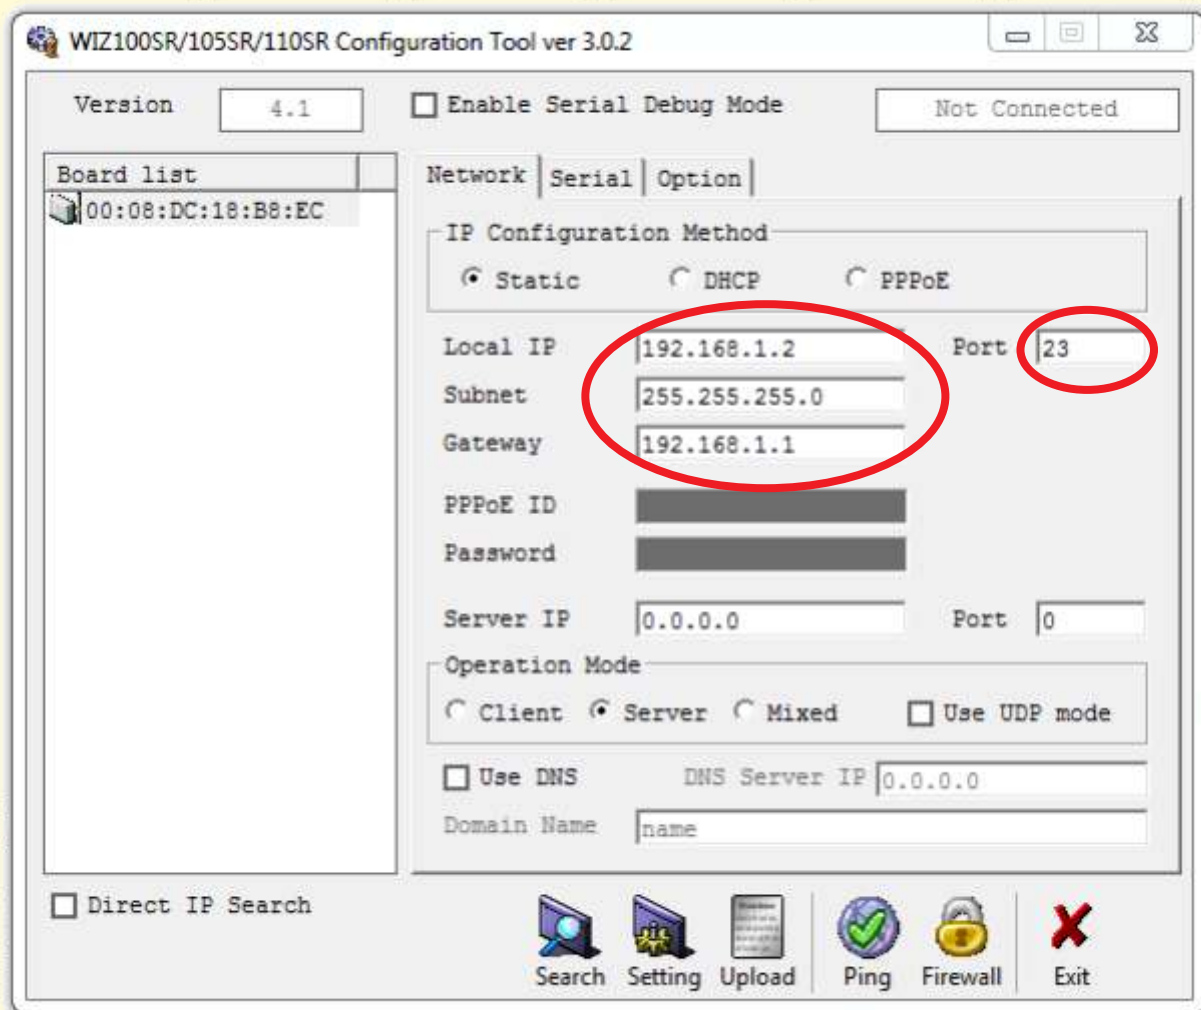 WIZ100SR/105SR/110SR Configuration Tool ver 3.0.2
Version 4.1 Enable Serial Debug Mode Not Connected
Board list
00:08:DC:18:B8:EC
Network Serial Option
IP Configuration Method
Static DHCP PPPoE
Local IP 192.168.1.2 Port 23
Subnet 255.255.255.0
Gateway 192.168.1.1
PPPoE ID
Password
Server IP 0.0.0.0 Port 0
Operation Mode
Client Server Mixed Use UDP mode
Use DNS DNS Server IP 0.0.0.0
Domain Name name
Direct IP Search
Search Setting Upload Ping Firewall Exit